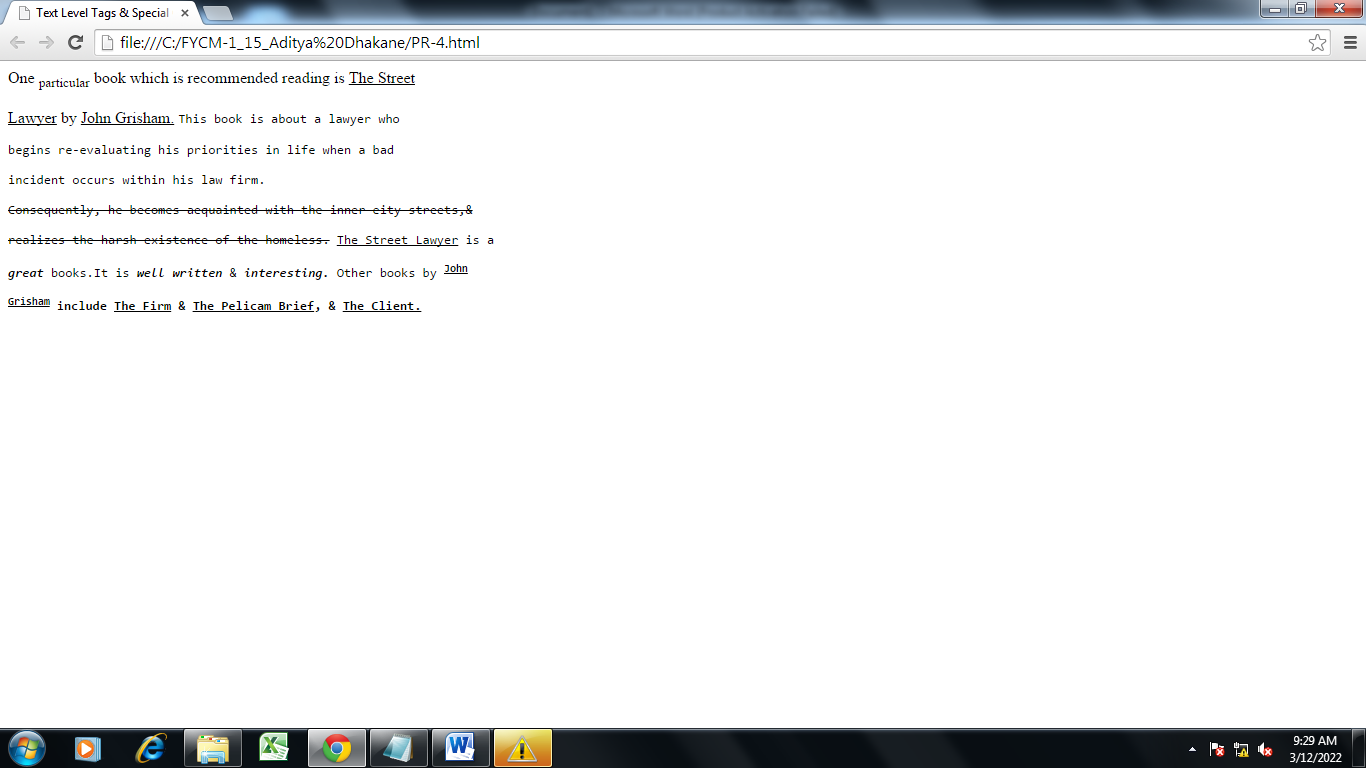 Text Level Tags & Special
file:///C:/FYCM-1_15_Aditya%20Dhakane/PR-4.html
One particular book which is recommended reading is The Street
Lawyer by John Grisham. This book is about a lawyer who
begins re-evaluating his priorities in life when a bad
incident occurs within his law firm.
Consequently, he becomes acquainted with the inner city streets,&
realizes the harsh existence of the homeless. The Street Lawyer is a
great books.It is well written & interesting. Other books by John
Grisham include The Firm & The Pelicam Brief, & The Client.
9:29 AM
3/12/2022